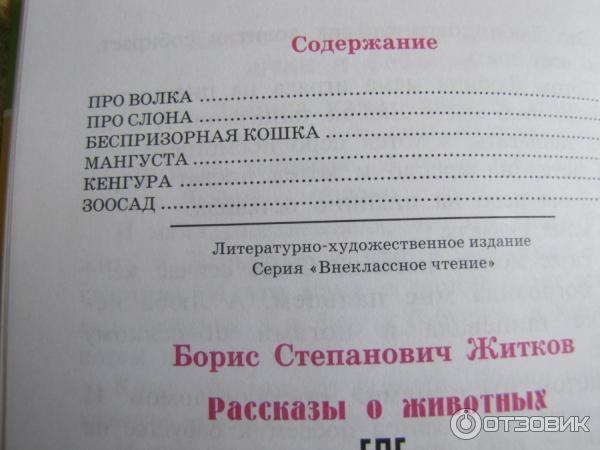 Содержание
ПРО ВОЛКА
ПРО СЛОНА
БЕСПРИЗОРНАЯ КОШКА
МАНГУСТА
КЕНГУРА
ЗООСАД
Литературно-художественное издание
Серия «Внеклассное чтение»
Борис Степанович Житков
Рассказы о животных
ОТЗОВИК